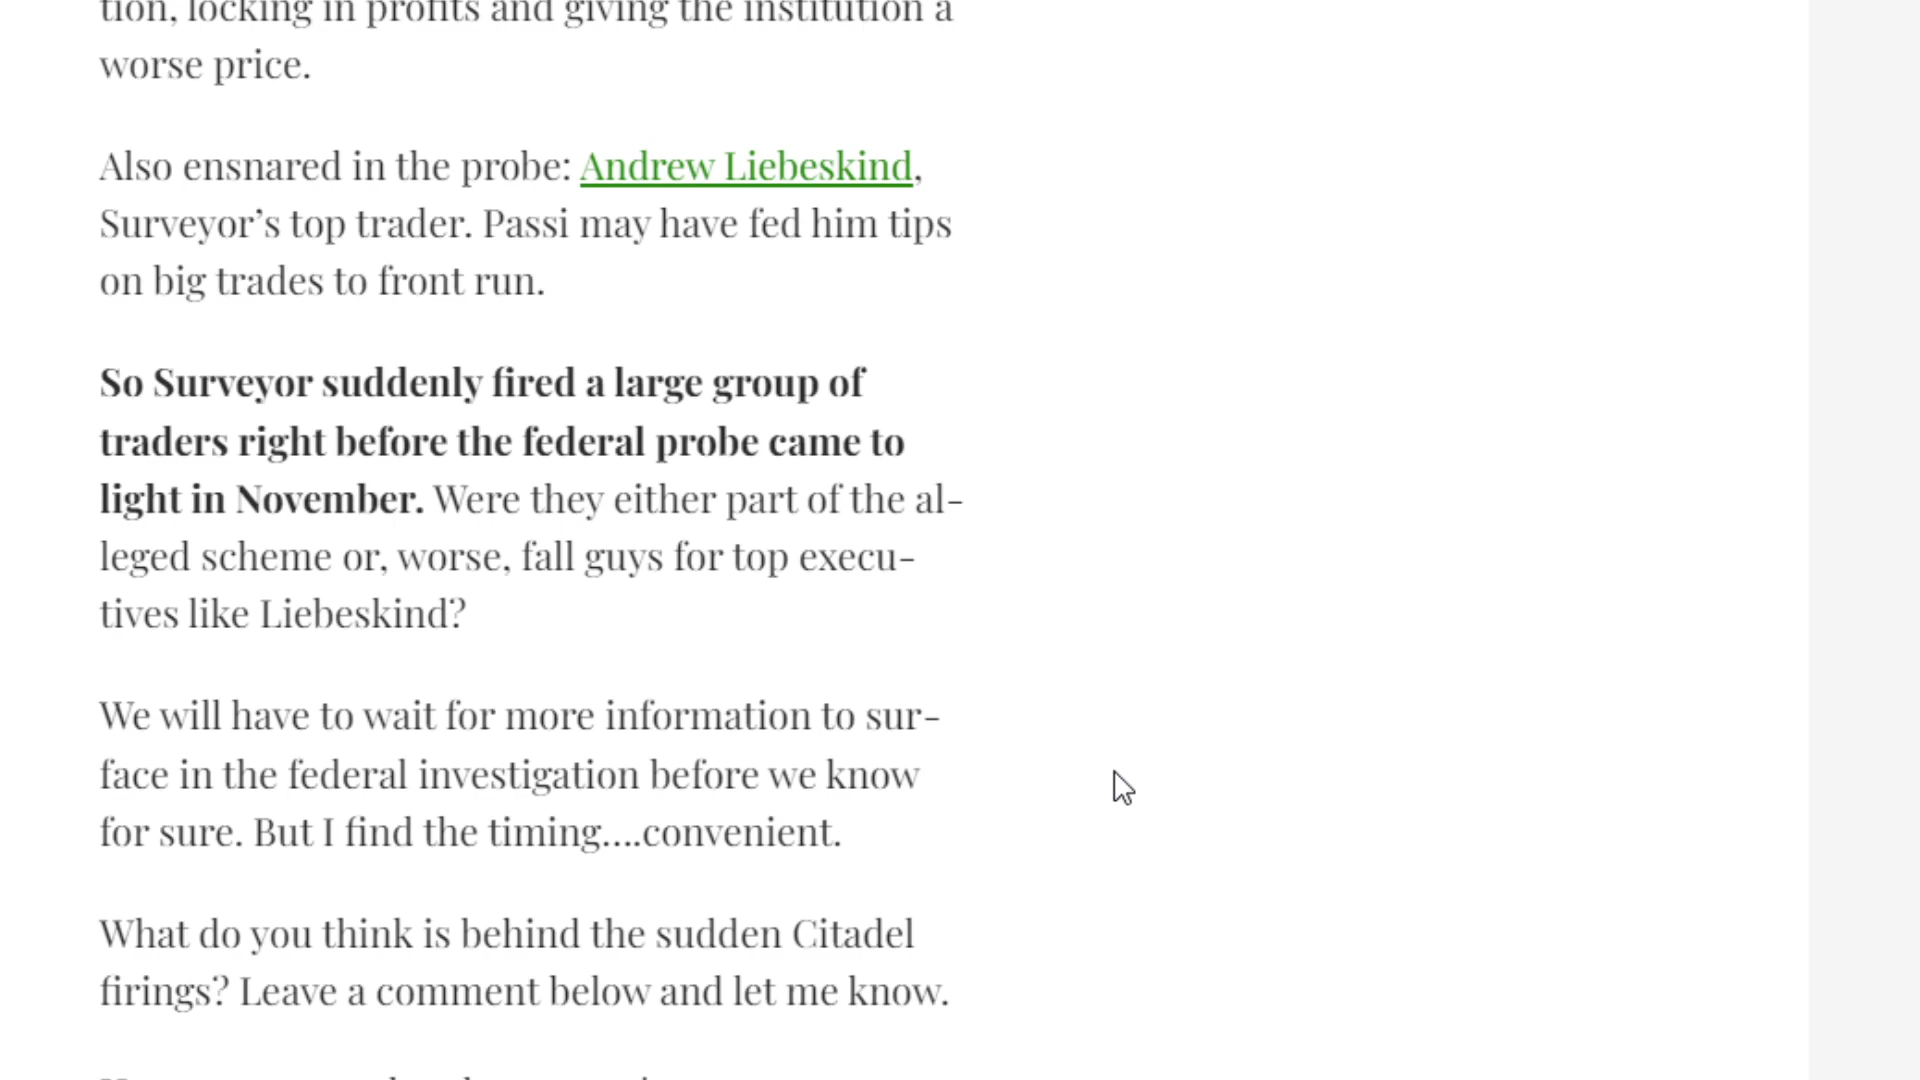 tion, locking in profits and giving the institution a
worse price.
Also ensnared in the probe: Andrew Liebeskind,
Surveyor’s top trader. Passi may have fed him tips
on big trades to front run.
So Surveyor suddenly fired a large group of
traders right before the federal probe came to
light in November. Were they either part of the al-
leged scheme or, worse, fall guys for top execu-
tives like Liebeskind?
We will have to wait for more information to sur-
face in the federal investigation before we know
for sure. But I find the timing….convenient.
What do you think is behind the sudden Citadel
firings? Leave a comment below and let me know.